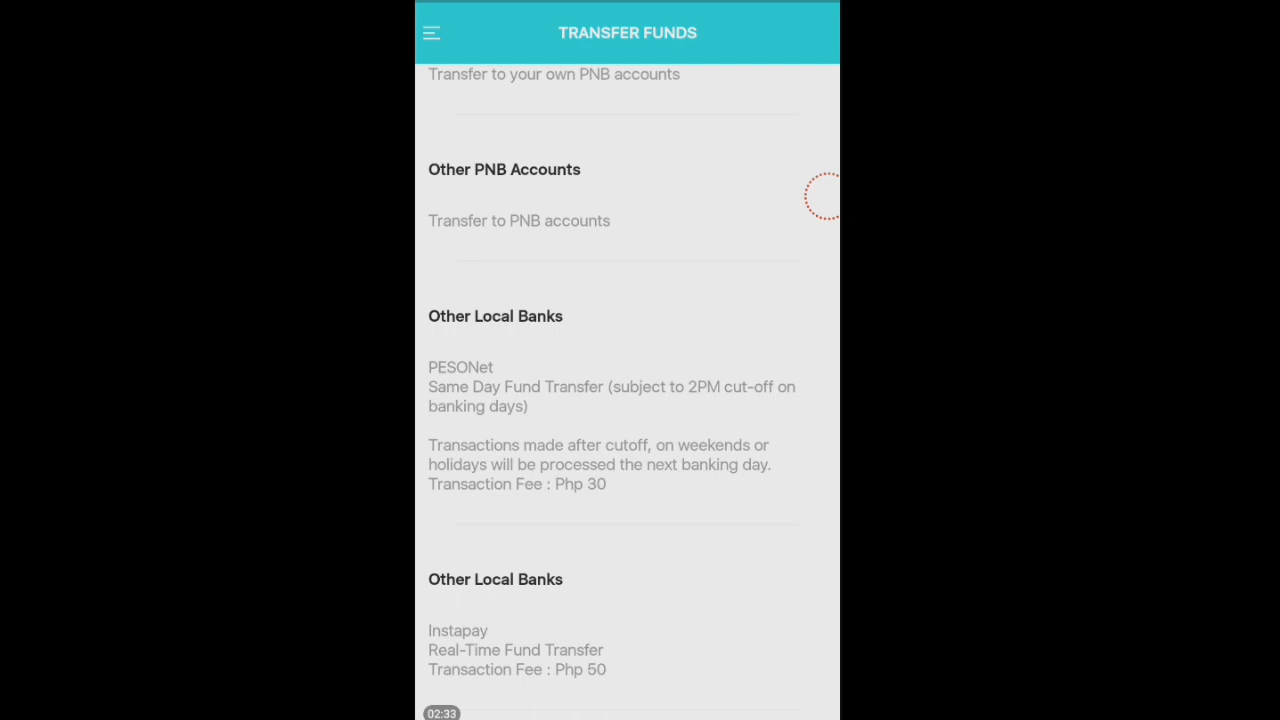 TRANSFER FUNDS
Transfer to your own PNB accounts
Other PNB Accounts
Transfer to PNB accounts
Other Local Banks
PESONet
Same Day Fund Transfer (subject to 2PM cut-off on
banking days)
Transactions made after cutoff, on weekends or
holidays will be processed the next banking day.
Transaction Fee : Php 30
Other Local Banks
Instapay
Real-Time Fund Transfer
Transaction Fee : Php 50
02:33